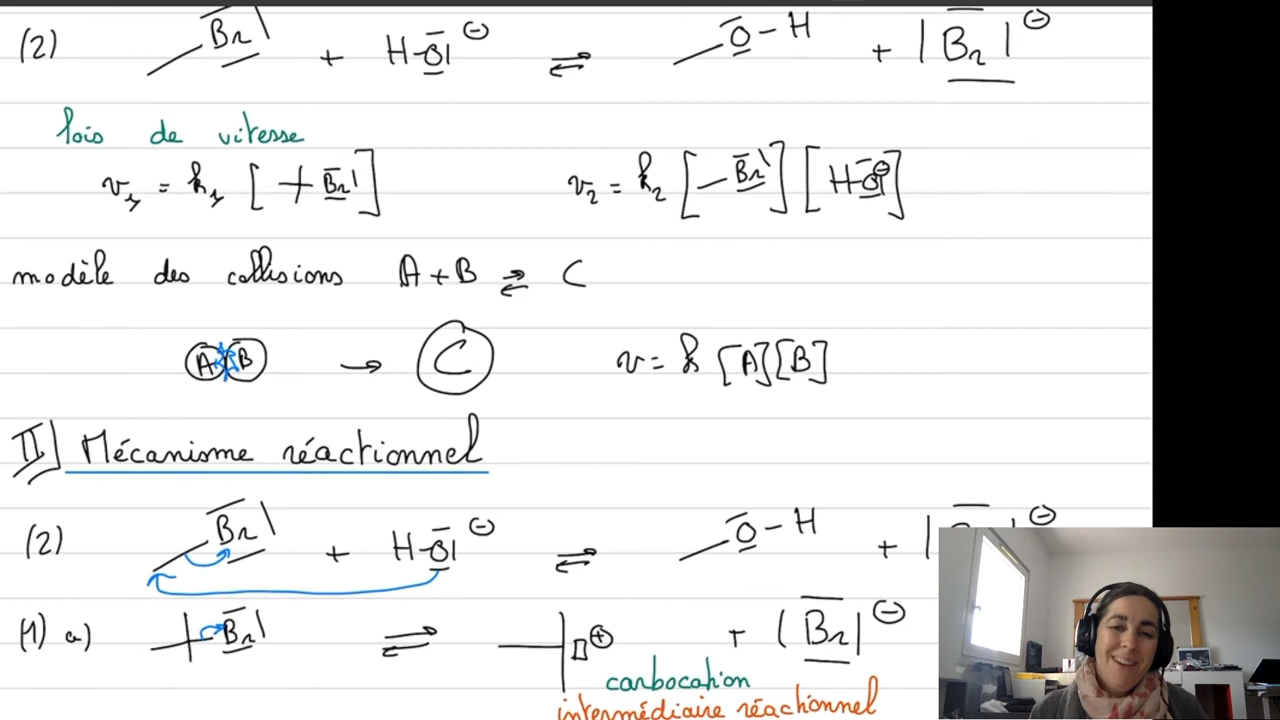 (2) Br + H-O ⊖ ⇌ O-H + |Br| ⊖
lois de vitesse
v₁ = k₁ [ Br ] v₂ = k₂ [ Br ] [ H-O ⊖ ]
modèle des collisions A + B ⇌ C
A B → C v = k [A][B]
II] Mécanisme réactionnel
(2) Br + H-O ⊖ ⇌ O-H + | ⊖
(1) a) Br ⇌ ⊕ + |Br| ⊖
carbocation
intermédiaire réactionnel